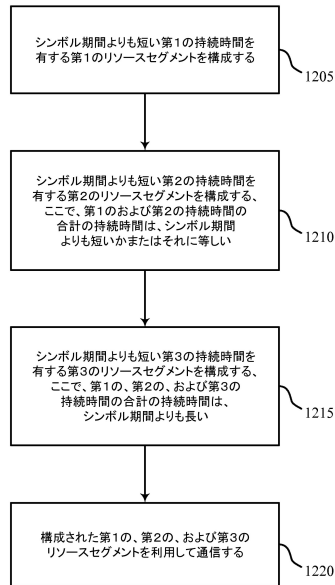 シンボル期間よりも短い第1の持続時間を
有する第1のリソースセグメントを構成する
1205
シンボル期間よりも短い第2の持続時間を
有する第2のリソースセグメントを構成する、
ここで、第1のおよび第2の持続時間の
合計の持続時間は、シンボル期間
よりも短いかまたはそれに等しい
1210
シンボル期間よりも短い第3の持続時間を
有する第3のリソースセグメントを構成する、
ここで、第1の、第2の、および第3の
持続時間の合計の持続時間は、
シンボル期間よりも長い
1215
構成された第1の、第2の、および第3の
リソースセグメントを利用して通信する
1220